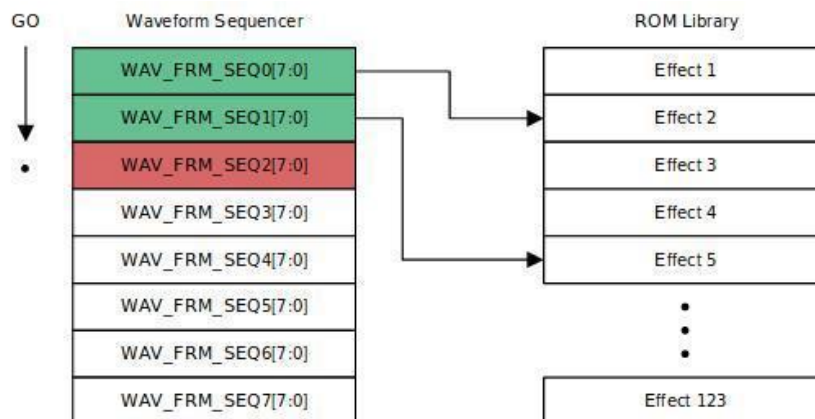 GO
Waveform Sequencer
ROM Library
WAV_FRM_SEQ0[7:0]
Effect 1
WAV_FRM_SEQ1[7:0]
Effect 2
WAV_FRM_SEQ2[7:0]
Effect 3
WAV_FRM_SEQ3[7:0]
Effect 4
WAV_FRM_SEQ4[7:0]
Effect 5
WAV_FRM_SEQ5[7:0]
WAV_FRM_SEQ6[7:0]
WAV_FRM_SEQ7[7:0]
Effect 123